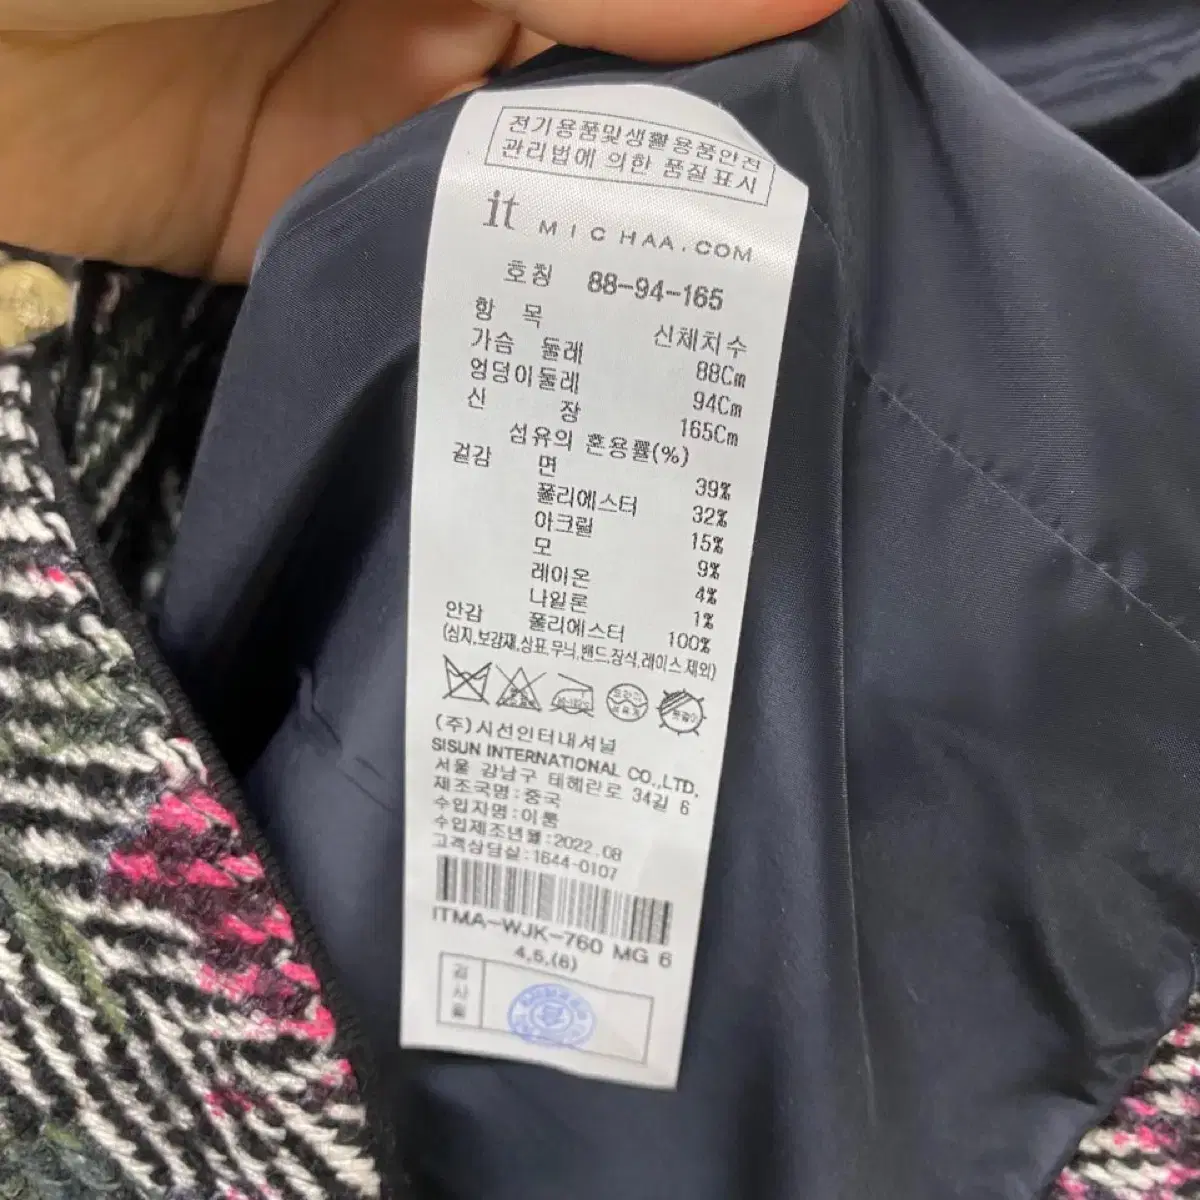 전기용품및생활용품안전
관리법에 의한 품질표시
it MICHAA.COM
호칭 88-94-165
항 목 신체치수
가슴 둘레 88Cm
엉덩이둘레 94Cm
신 장 165Cm
섬유의 혼용률(%)
겉감 면 39%
폴리에스터 32%
아크릴 15%
모 9%
레이온 4%
나일론 1%
안감 폴리에스터 100%
(심지,보강재,상표,무늬,밴드,장식,레이스 제외)
(주)시선인터내셔널
SISUN INTERNATIONAL CO.,LTD.
서울 강남구 테헤란로 34길 6
제조국명:중국
수입자명:이룸
수입제조년월:2022.08
고객상담실:1644-0107
ITMA-WJK-760 MG 6
4,5,(6)
검
사
필